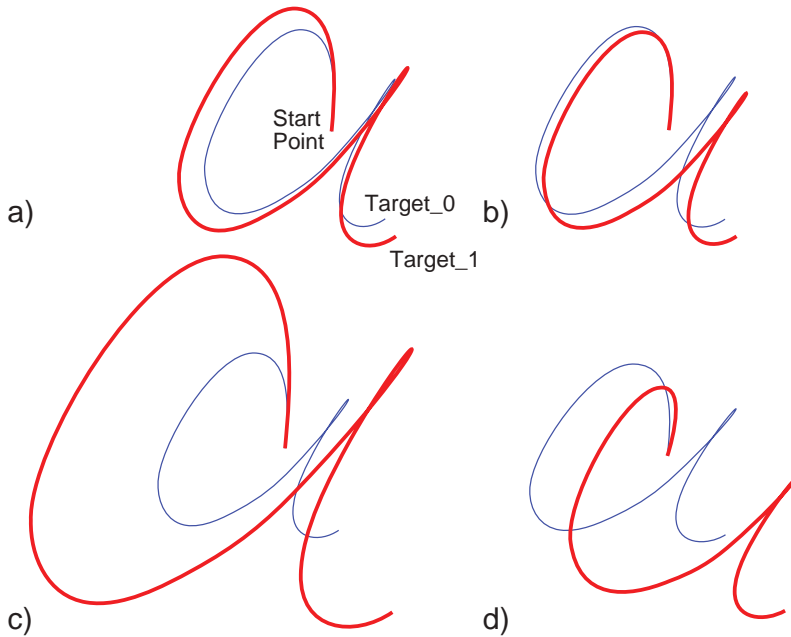 Start
Point
a)
Target_0
b)
Target_1
c)
d)